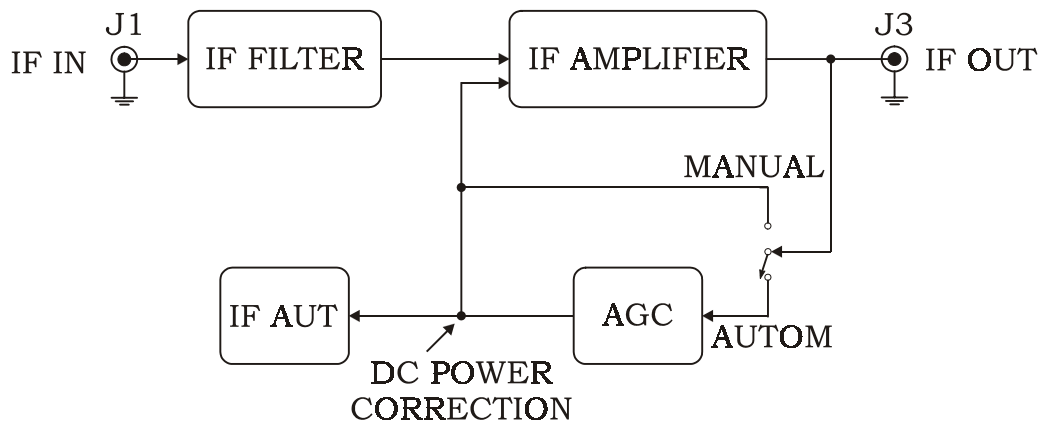 J1
J3
IF IN
IF FILTER
IF AMPLIFIER
IF OUT
MANUAL
IF AUT
AGC
AUTOM
DC POWER
CORRECTION